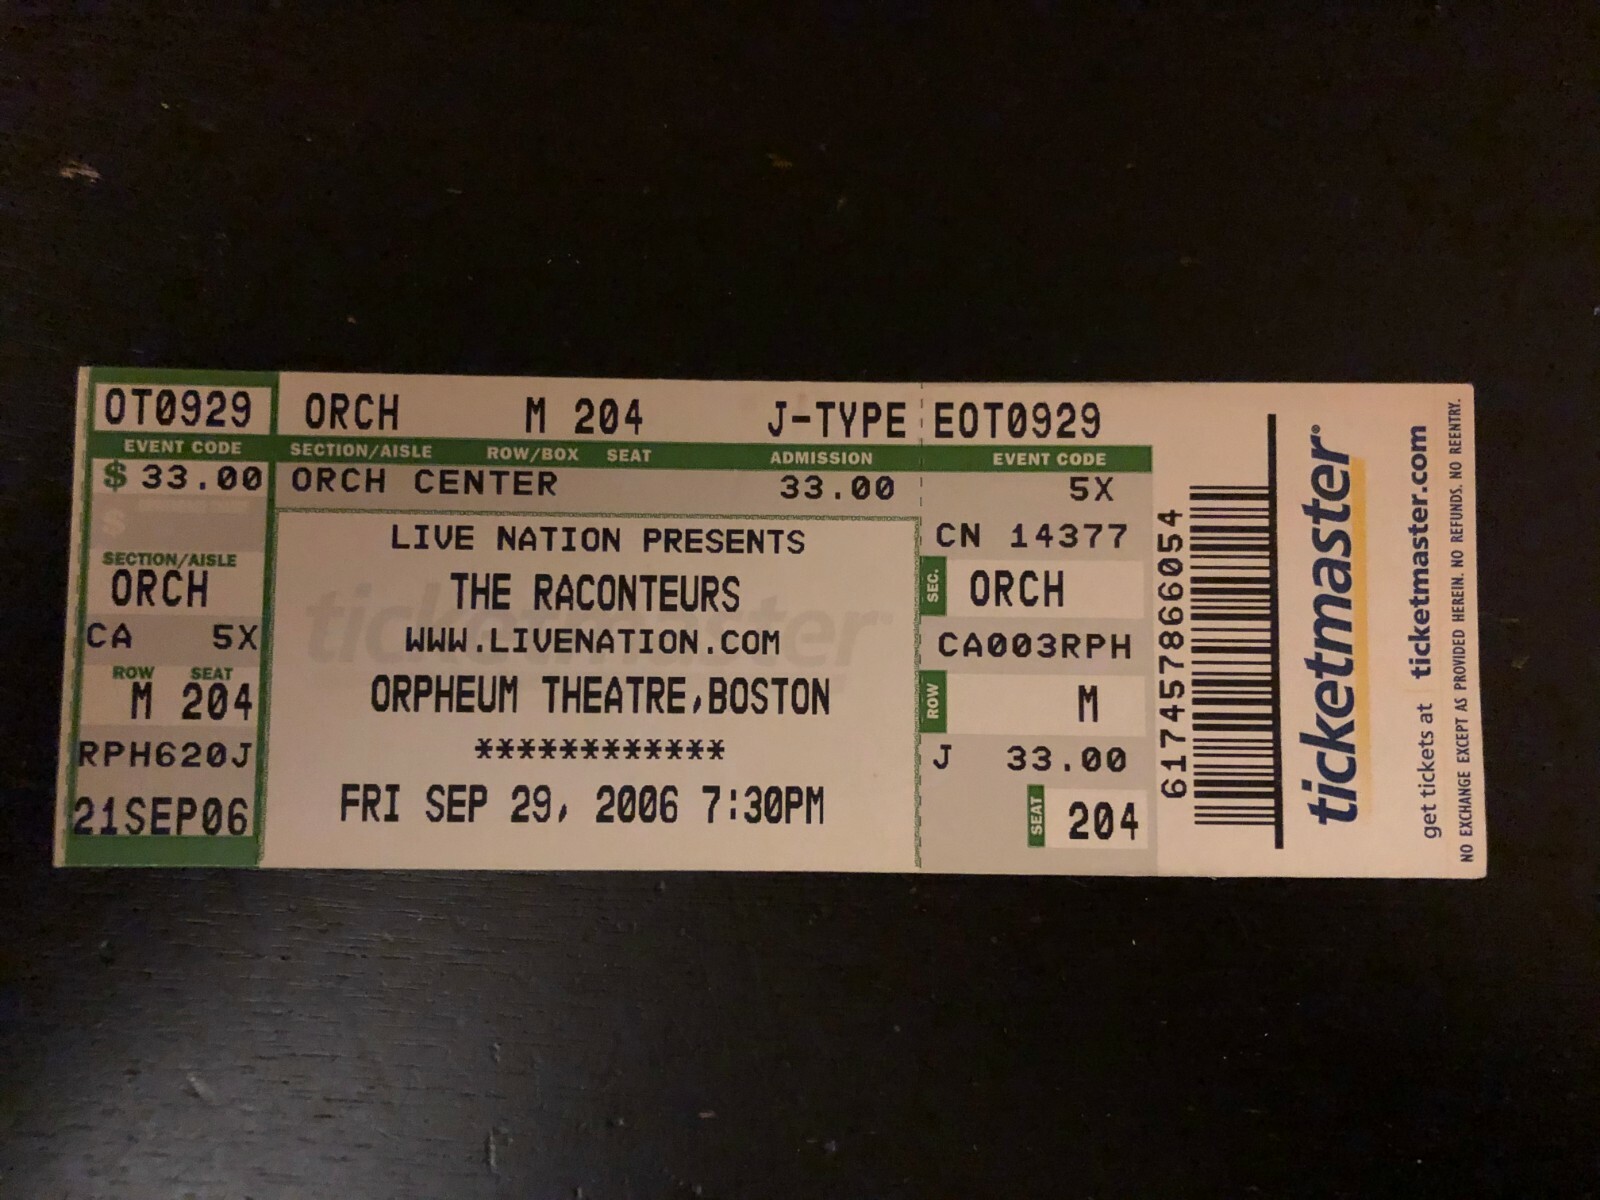 OT0929
EVENT CODE
$ 33.00
$
SECTION/AISLE
ORCH
CA 5X
ROW SEAT
M 204
RPH620J
21SEP06
ORCH M 204 J-TYPE
SECTION/AISLE ROW/BOX SEAT ADMISSION
ORCH CENTER 33.00
LIVE NATION PRESENTS
THE RACONTEURS
ticketmaster
WWW.LIVENATION.COM
ORPHEUM THEATRE,BOSTON
************
FRI SEP 29, 2006 7:30PM
EOT0929
EVENT CODE
5X
CN 14377
SEC. ORCH
CA003RPH
ROW M
J 33.00
SEAT 204
617457866054
ticketmaster®
get tickets at ticketmaster.com
NO EXCHANGE EXCEPT AS PROVIDED HEREIN. NO REFUNDS. NO REENTRY.